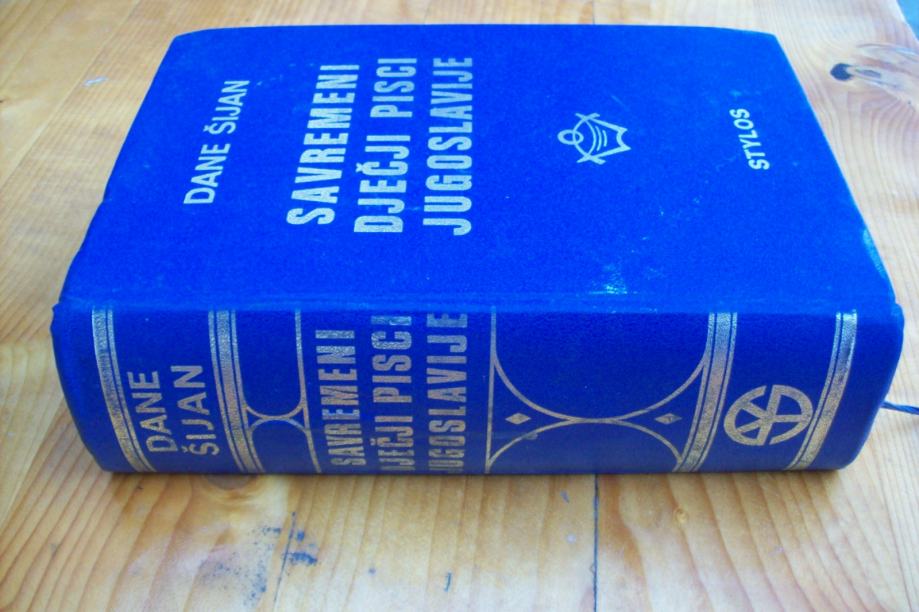 DANE ŠIJAN
SAVREMENI
DJEČJI PISCI
JUGOSLAVIJE
STYLOS
DANE
ŠIJAN
SAVREMENI
DJEČJI PISCI
JUGOSLAVIJE